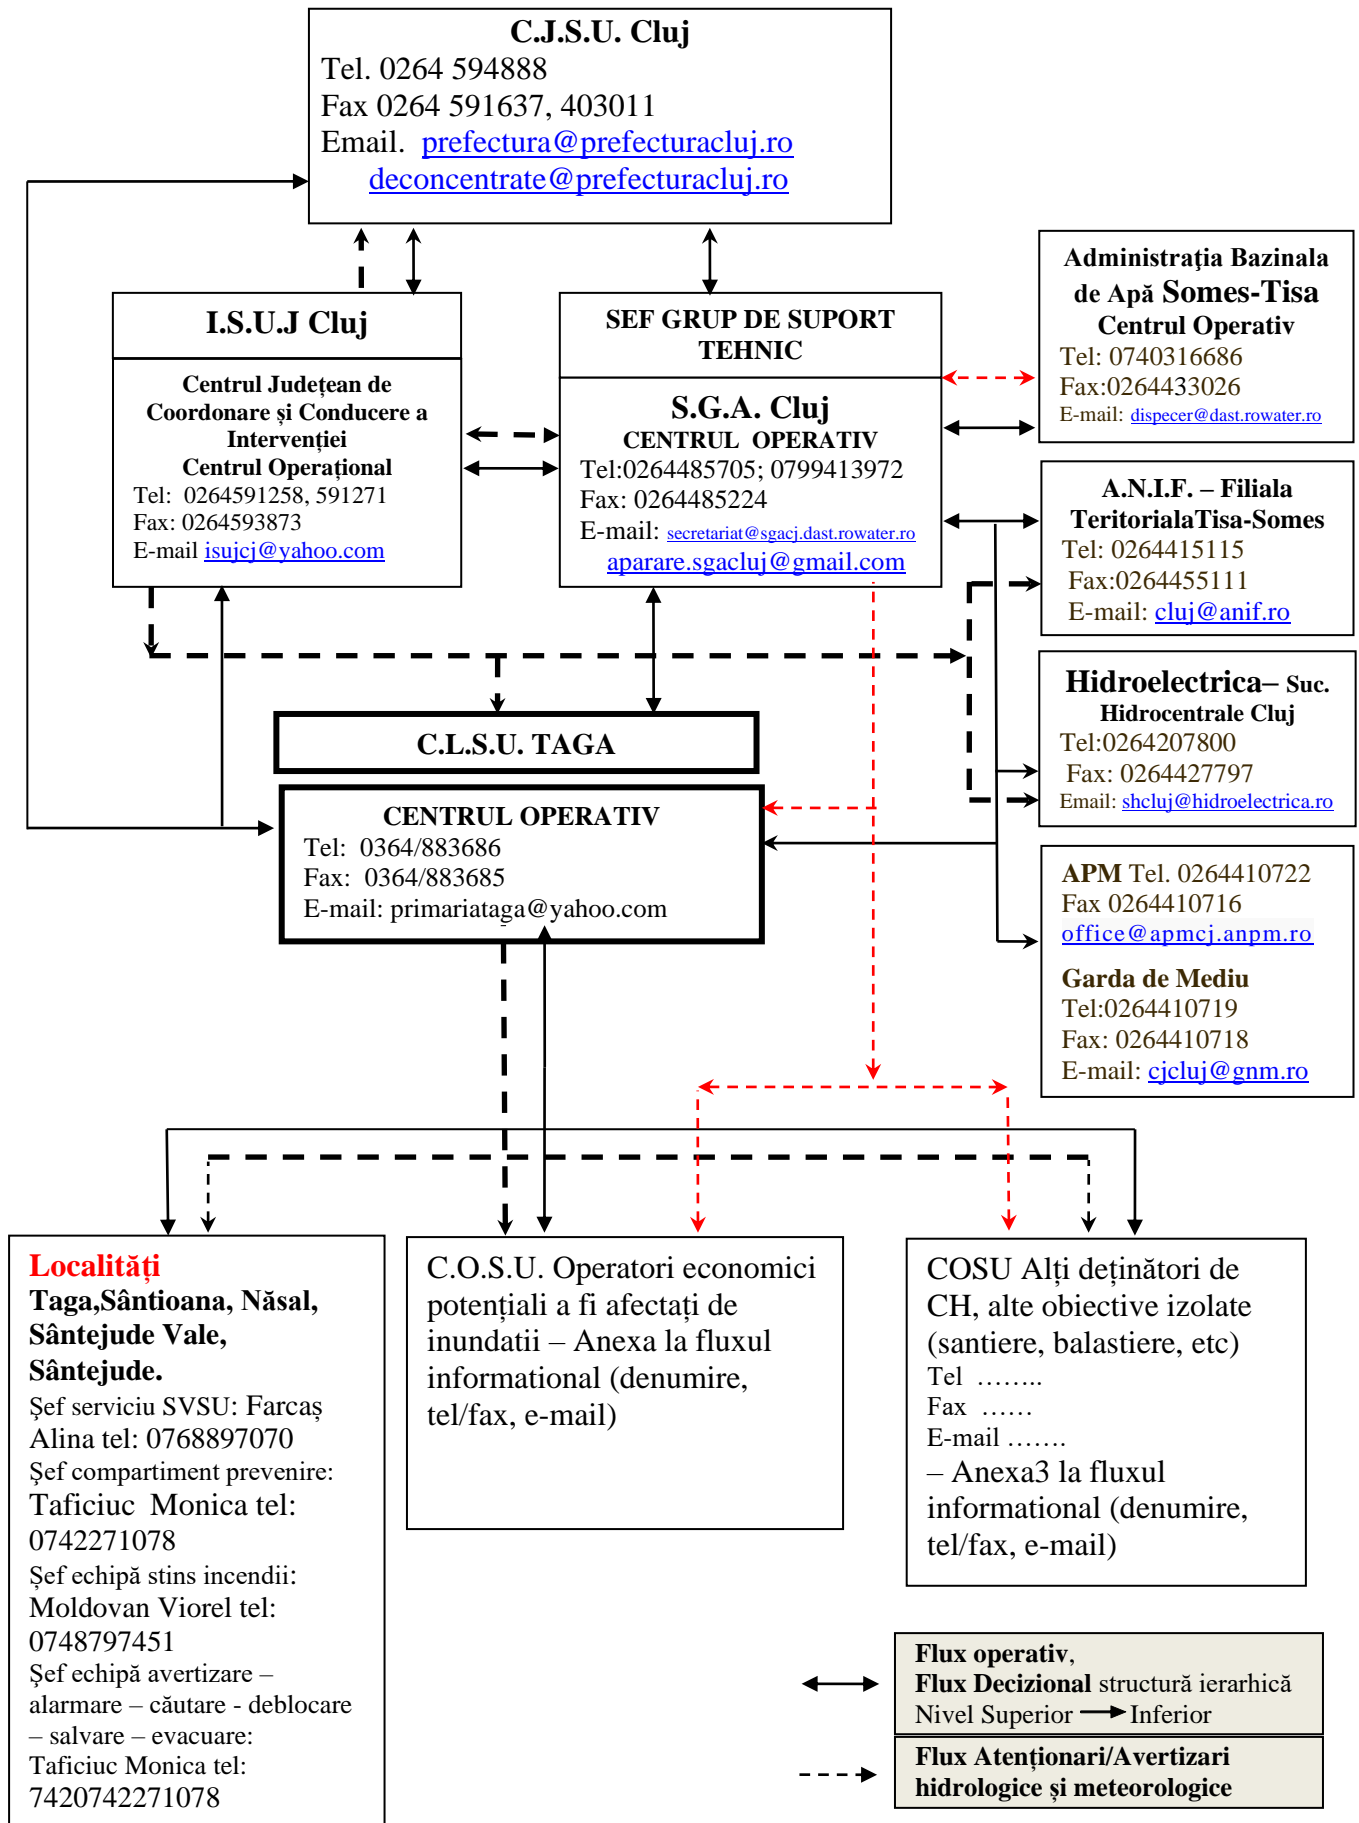 C.J.S.U. Cluj
Tel. 0264 594888
Fax 0264 591637, 403011
Email. prefectura@prefecturacluj.ro
deconcentrate@prefecturacluj.ro
I.S.U.J Cluj
Centrul Județean de
Coordonare și Conducere a
Intervenției
Centrul Operațional
Tel: 0264591258, 591271
Fax: 0264593873
E-mail isujcj@yahoo.com
SEF GRUP DE SUPORT
TEHNIC
S.G.A. Cluj
CENTRUL OPERATIV
Tel:0264485705; 0799413972
Fax: 0264485224
E-mail: secretariat@sgacj.dast.rowater.ro
aparare.sgacluj@gmail.com
Administraţia Bazinala
de Apă Somes-Tisa
Centrul Operativ
Tel: 0740316686
Fax:0264433026
E-mail: dispecer@dast.rowater.ro
A.N.I.F. – Filiala
TeritorialaTisa-Somes
Tel: 0264415115
Fax:0264455111
E-mail: cluj@anif.ro
Hidroelectrica– Suc.
Hidrocentrale Cluj
Tel:0264207800
Fax: 0264427797
Email: shcluj@hidroelectrica.ro
APM Tel. 0264410722
Fax 0264410716
office@apmcj.anpm.ro
Garda de Mediu
Tel:0264410719
Fax: 0264410718
E-mail: cjcluj@gnm.ro
C.L.S.U. TAGA
CENTRUL OPERATIV
Tel: 0364/883686
Fax: 0364/883685
E-mail: primariataga@yahoo.com
Localități
Taga,Sântioana, Năsal,
Sântejude Vale,
Sântejude.
Şef serviciu SVSU: Farcaș
Alina tel: 0768897070
Şef compartiment prevenire:
Taficiuc Monica tel:
0742271078
Șef echipă stins incendii:
Moldovan Viorel tel:
0748797451
Şef echipă avertizare –
alarmare – căutare - deblocare
– salvare – evacuare:
Taficiuc Monica tel:
7420742271078
C.O.S.U. Operatori economici
potențiali a fi afectați de
inundatii – Anexa la fluxul
informational (denumire,
tel/fax, e-mail)
COSU Alți deținători de
CH, alte obiective izolate
(santiere, balastiere, etc)
Tel ……..
Fax ……
E-mail …….
– Anexa3 la fluxul
informational (denumire,
tel/fax, e-mail)
Flux operativ,
Flux Decizional structură ierarhică
Nivel Superior Inferior
Flux Atenționari/Avertizari
hidrologice și meteorologice